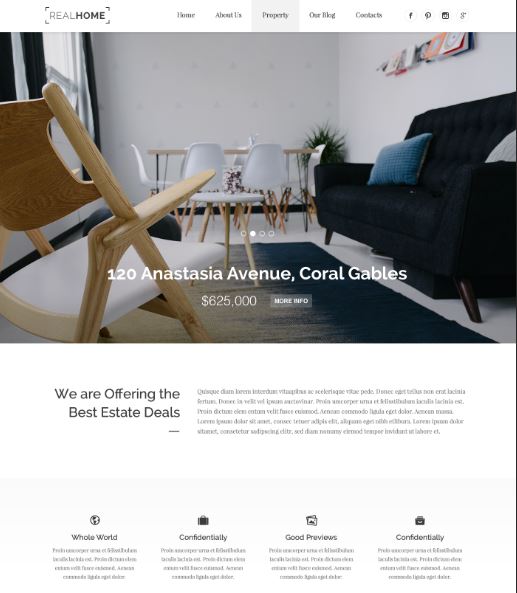 REALHOME
Home About Us Property Our Blog Contacts
120 Anastasia Avenue, Coral Gables
$625,000 MORE INFO
We are Offering the
Best Estate Deals
Quisque diam lorem interdum vitaaptius ac scelerisque vitae pede. Donec eget tellus non erat lacinia
fertum. Donec in velit vel ipsum auctorvinar. Proin umcorper urna et felisstibulum iaculis lacinia est.
Proin dictum elem entum velit fusce euismod. Aenean commodo ligula eget dolor. Aenean massa.
Lorem ipsum dolor sit amet, consec tetuer adipis elit, aliquam eget nibh etlibura. Lorem ipsum dolor
sitamet, consetetur sadipscing elitr, sed diam nonumy eirmod tempor invidunt ut labore et.
Whole World
Proin umcorper urna et felisstibulum
iaculis lacinia est. Proin dictum elem
entum velit fusce euismod. Aenean
commodo ligula eget dolor.
Confidentially
Proin umcorper urna et felisstibulum
iaculis lacinia est. Proin dictum elem
entum velit fusce euismod. Aenean
commodo ligula eget dolor.
Good Previews
Proin umcorper urna et felisstibulum
iaculis lacinia est. Proin dictum elem
entum velit fusce euismod. Aenean
commodo ligula eget dolor.
Confidentially
Proin umcorper urna et felisstibulum
iaculis lacinia est. Proin dictum elem
entum velit fusce euismod. Aenean
commodo ligula eget dolor.